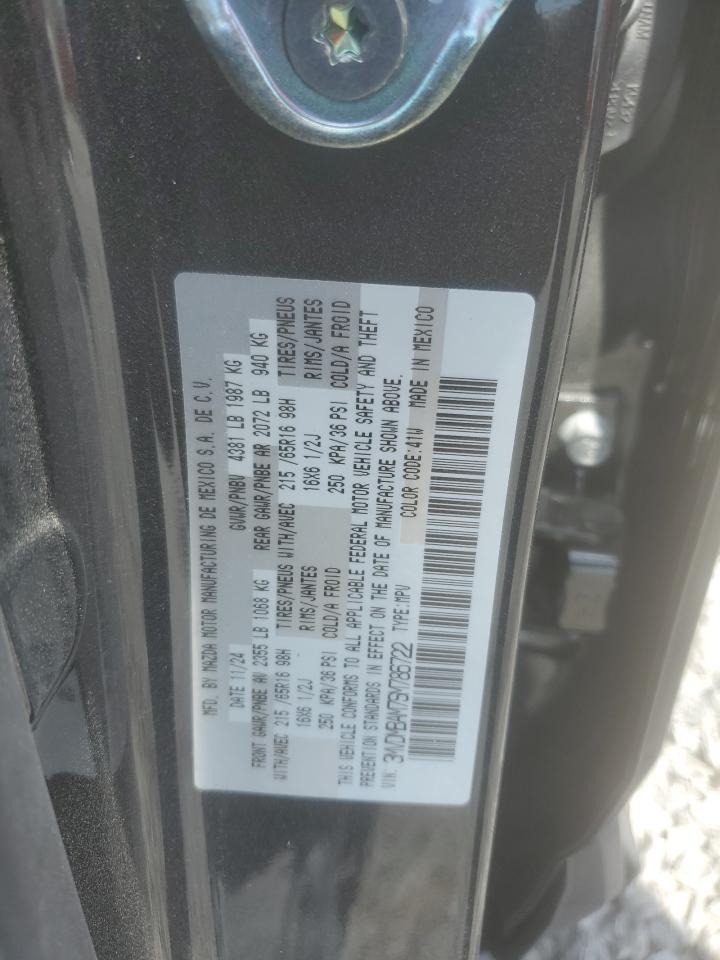 MFD. BY MAZDA MOTOR MANUFACTURING DE MEXICO S.A. DE C.V.
DATE 11/24 GVWR/PNBV 4381 LB 1987 KG
FRONT GAWR/PNBE AV 2355 LB 1068 KG REAR GAWR/PNBE AR 2072 LB 940 KG
WITH/AVEC 215 /65R16 98H TIRES/PNEUS WITH/AVEC 215 /65R16 98H TIRES/PNEUS
16X6 1/2J RIMS/JANTES 16X6 1/2J RIMS/JANTES
250 KPA/36 PSI COLD/A FROID 250 KPA/36 PSI COLD/A FROID
THIS VEHICLE CONFORMS TO ALL APPLICABLE FEDERAL MOTOR VEHICLE SAFETY AND THEFT
PREVENTION STANDARDS IN EFFECT ON THE DATE OF MANUFACTURE SHOWN ABOVE.
VIN: 3MVDMBAM7SM786722 TYPE:MPV COLOR CODE:41W MADE IN MEXICO